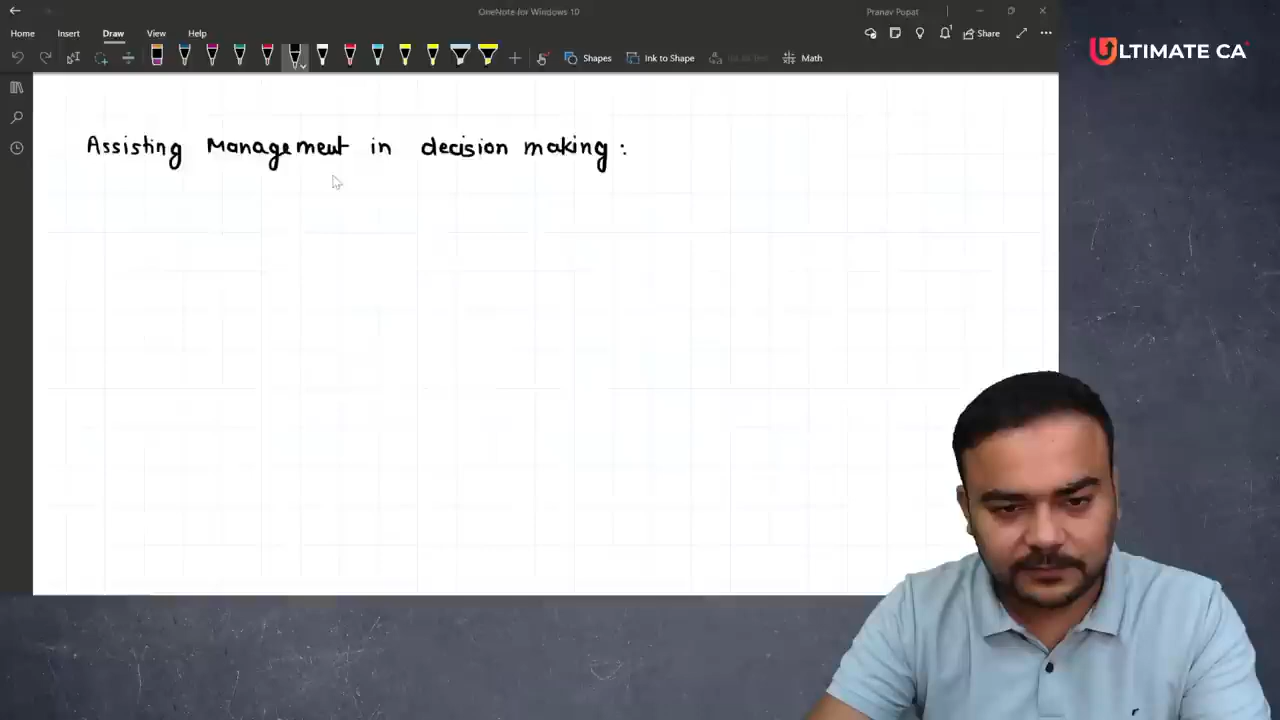 OneNote for Windows 10
Pranav Popat
Home Insert Draw View Help
Share
Shapes
Ink to Shape
Math
ULTIMATE CA
Assisting Management in decision making :